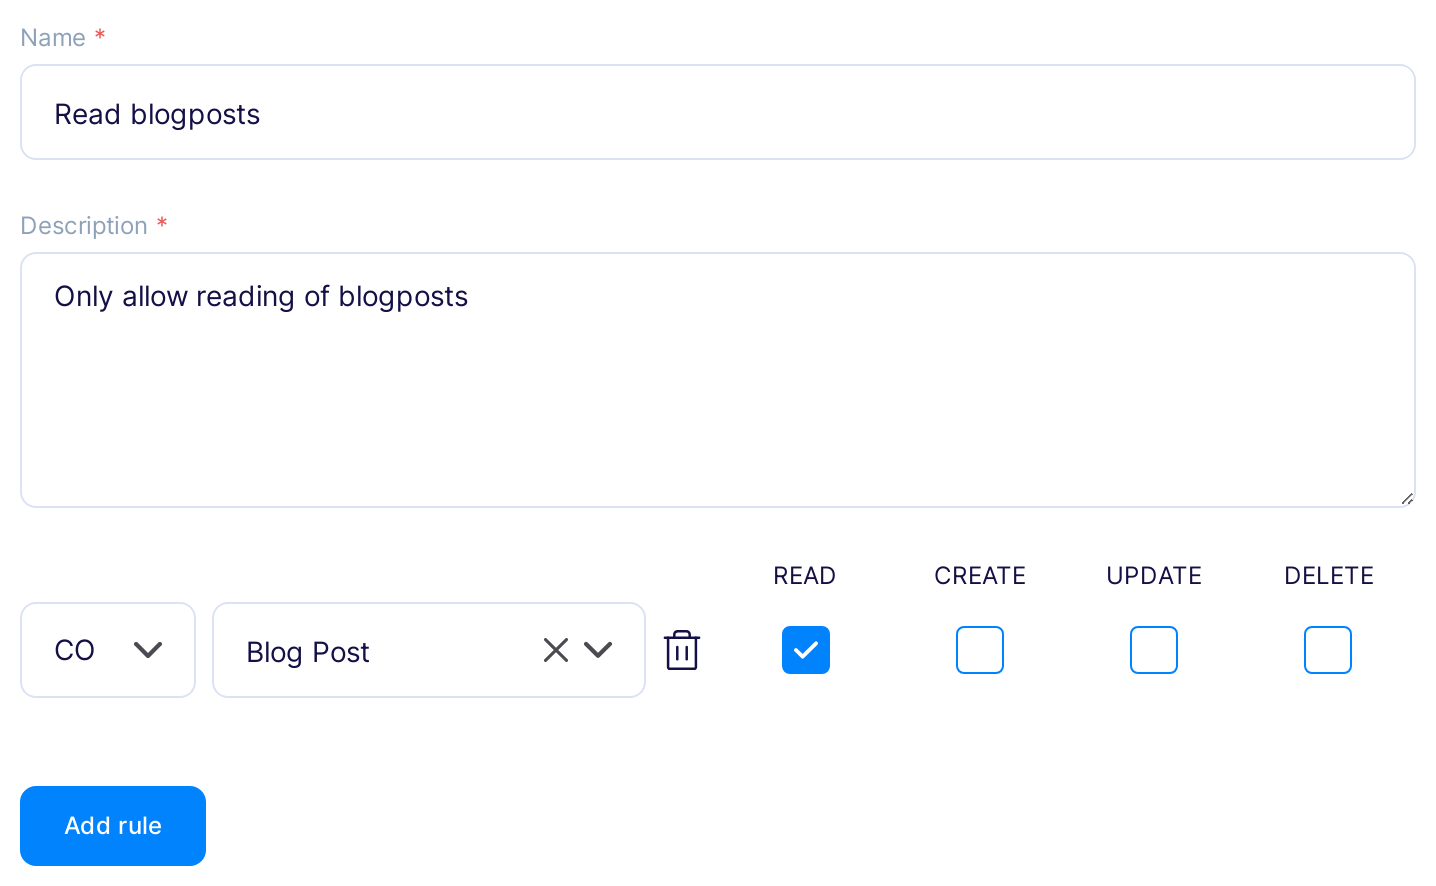 Name *
Read blogposts
Description *
Only allow reading of blogposts
READ CREATE UPDATE DELETE
CO Blog Post
Add rule